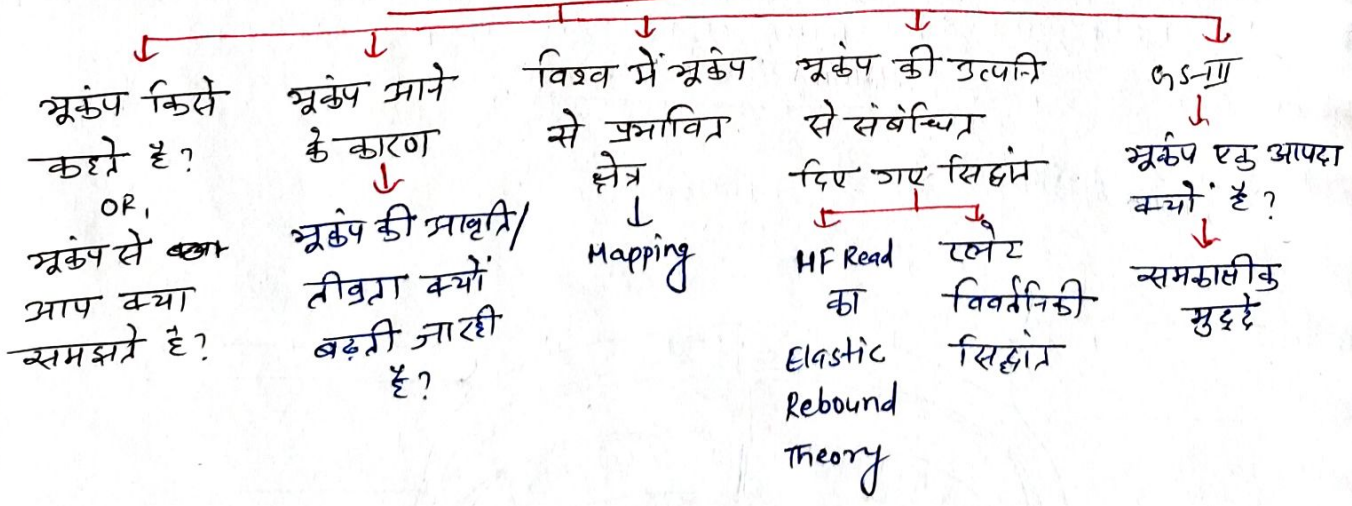 भूकंप किसे
कहते है?
OR,
भूकंप से
आप क्या
समझते है?
भूकंप आने
के कारण
भूकंप की आवृति/
तीव्रता क्यों
बढ़ती जा रही
है?
विश्व में भूकंप
से प्रभावित
क्षेत्र
Mapping
भूकंप की उत्पति
से संबंधित
दिए गए सिद्धांत
HF Read
का
Elastic
Rebound
Theory
प्लेट
विवर्तनिकी
सिद्धांत
GS-III
भूकंप एक आपदा
क्यों है?
समकालीक
मुद्दे